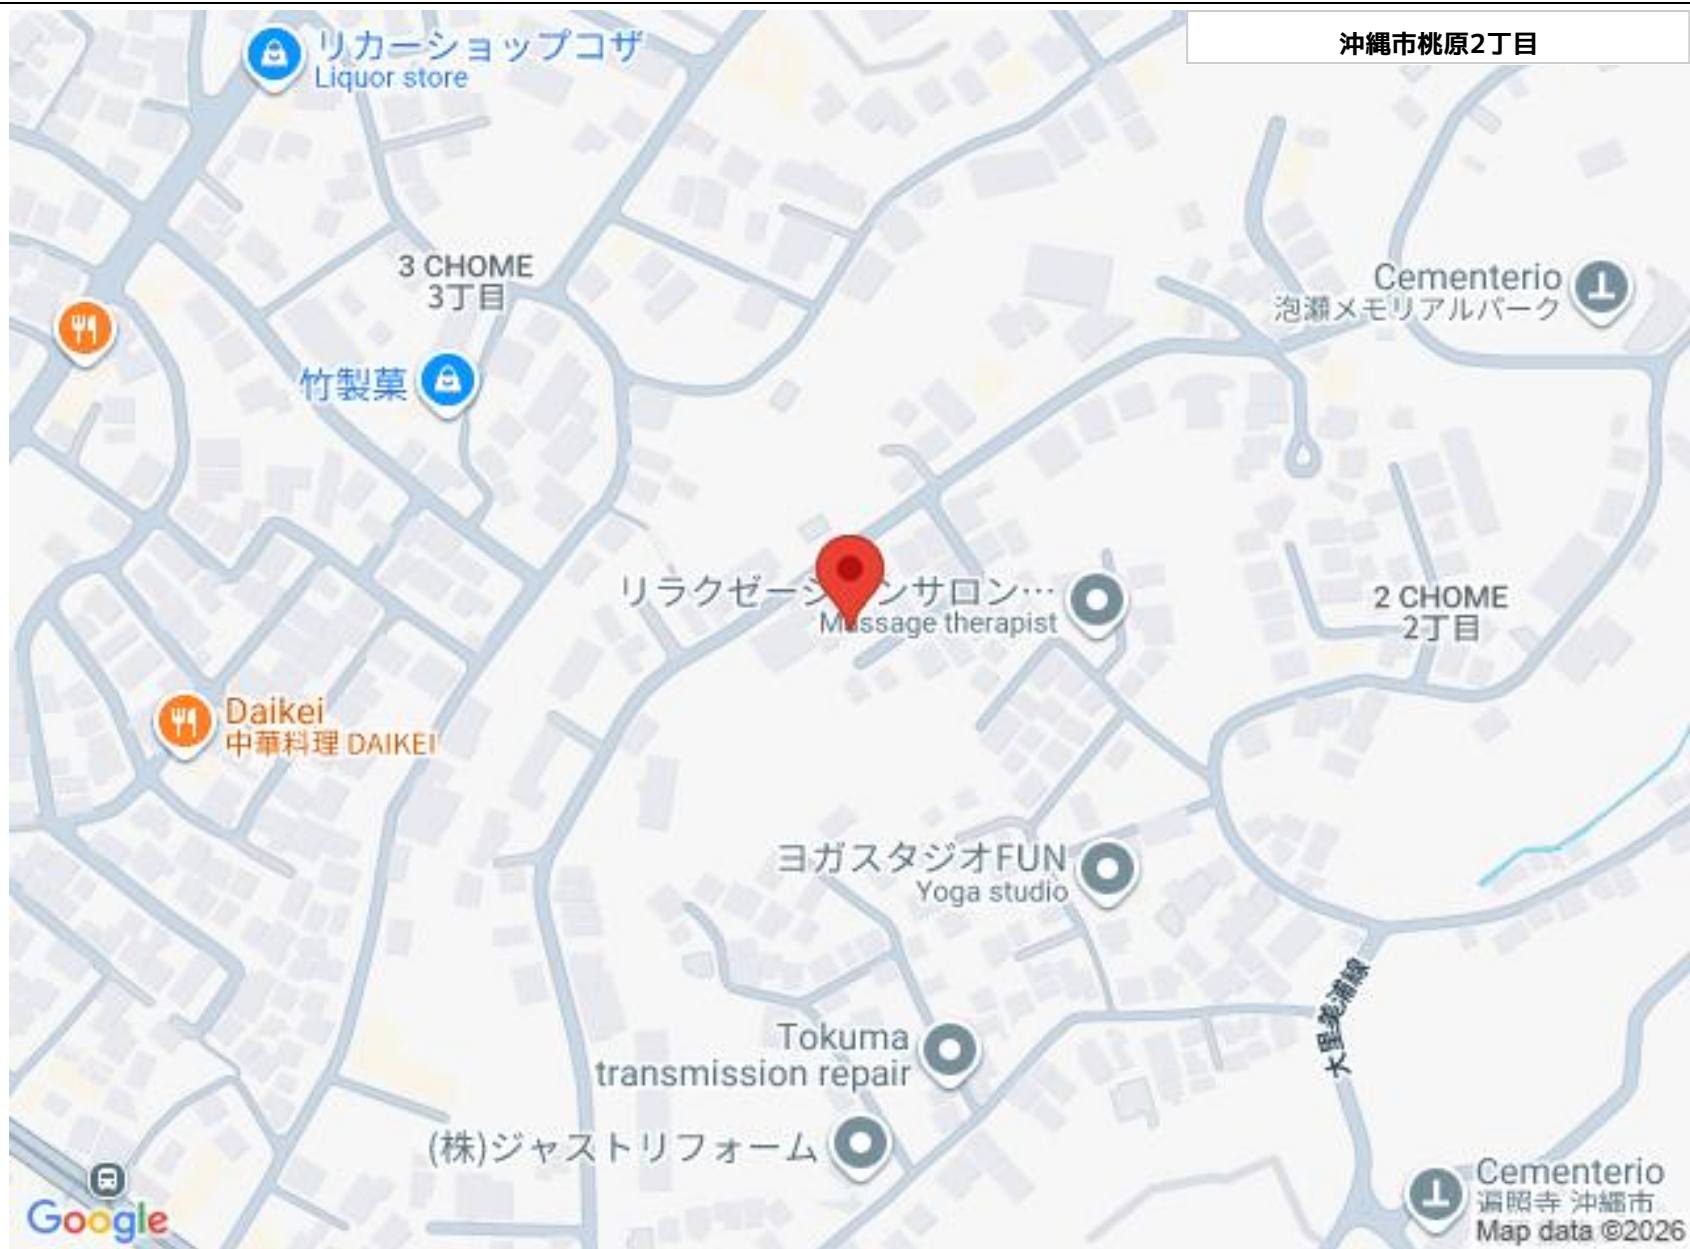 沖縄市桃原2丁目
リカーショップコザ
Liquor store
3 CHOME
3丁目
Cementerio
泡瀬メモリアルパーク
竹製菓
リラクゼーションサロン…
Massage therapist
2 CHOME
2丁目
Daikei
中華料理 DAIKEI
ヨガスタジオFUN
Yoga studio
大里美浦線
Tokuma
transmission repair
(株)ジャストリフォーム
Cementerio
遍照寺 沖縄市
Google
Map data ©2026